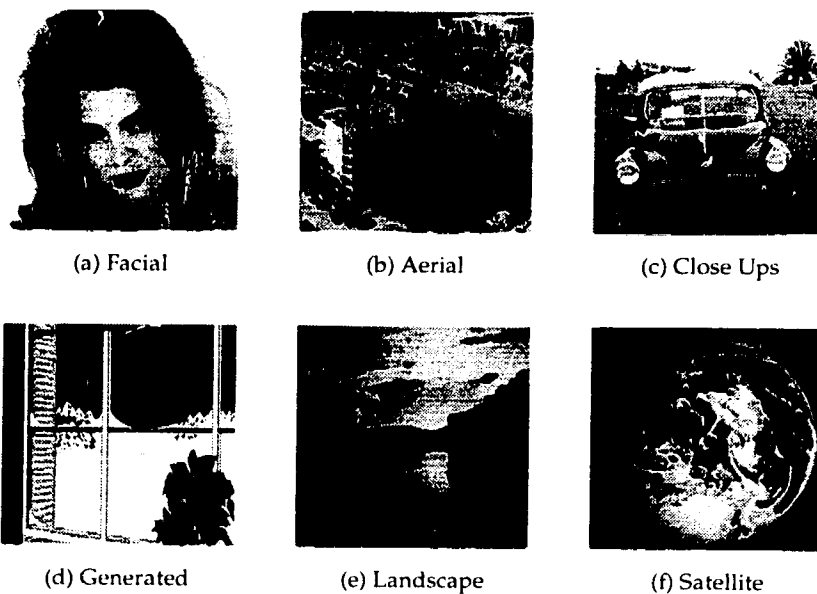 (a) Facial
(b) Aerial
(c) Close Ups
(d) Generated
(e) Landscape
(f) Satellite